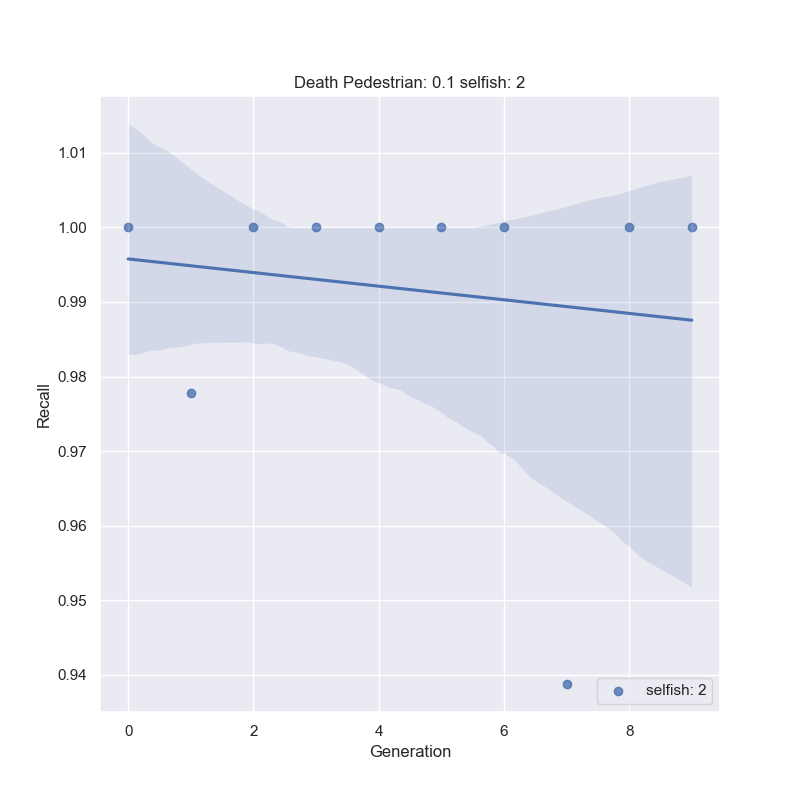 Death Pedestrian: 0.1 selfish: 2
1.01
1.00
0.99
0.98
0.97
0.96
0.95
0.94
Recall
selfish: 2
0 2 4 6 8
Generation